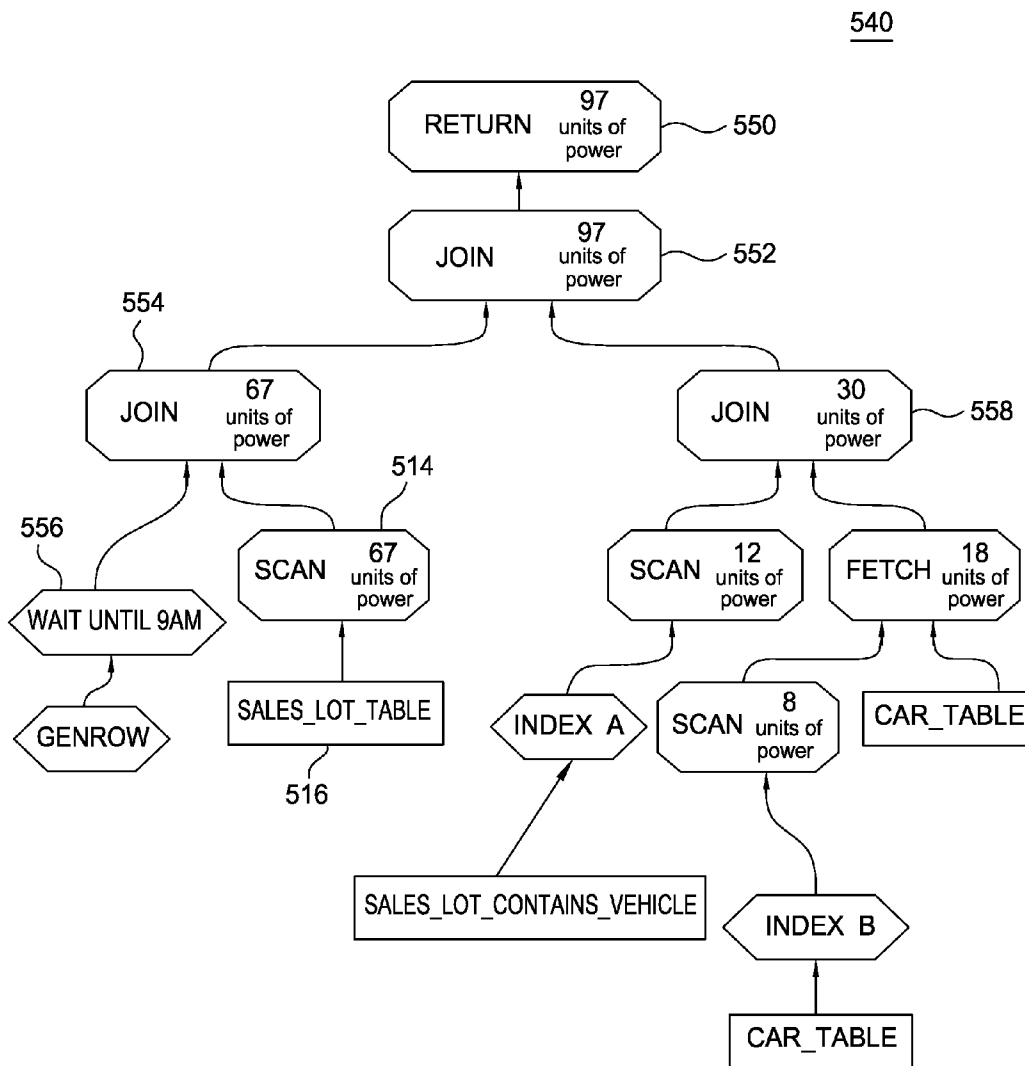 540
RETURN
97
units of
power
550
JOIN
97
units of
power
552
554
JOIN
67
units of
power
JOIN
30
units of
power
558
514
556
WAIT UNTIL 9AM
SCAN
67
units of
power
SCAN
12
units of
power
FETCH
18
units of
power
GENROW
SALES_LOT_TABLE
516
INDEX A
SCAN
8
units of
power
CAR_TABLE
SALES_LOT_CONTAINS_VEHICLE
INDEX B
CAR_TABLE